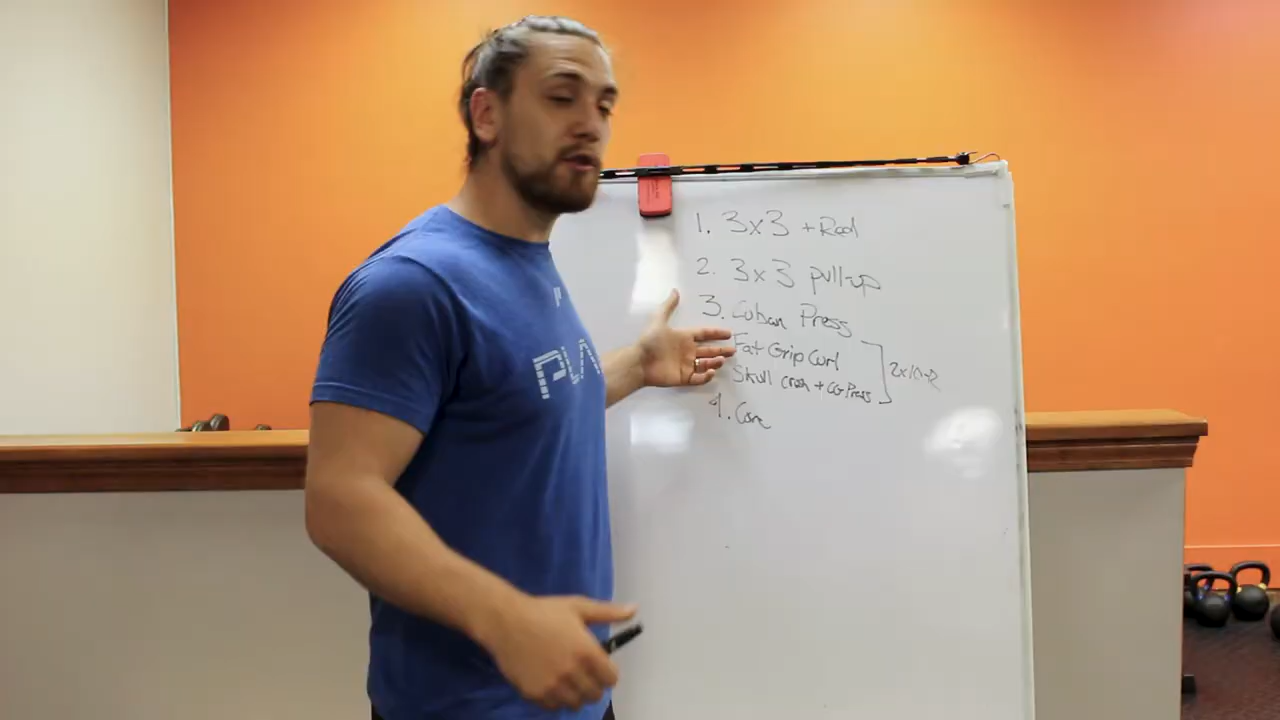 1. 3x3 + Red
2. 3x3 pull-up
3. Cuban Press
Fat Grip Curl
Skull crsh + CG Press
2x10-12
4. Core